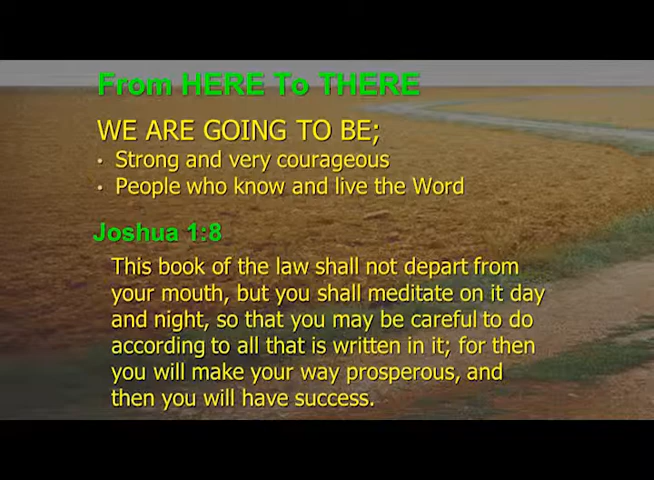 From HERE To THERE
WE ARE GOING TO BE;
• Strong and very courageous
• People who know and live the Word
Joshua 1:8
This book of the law shall not depart from
your mouth, but you shall meditate on it day
and night, so that you may be careful to do
according to all that is written in it; for then
you will make your way prosperous, and
then you will have success.